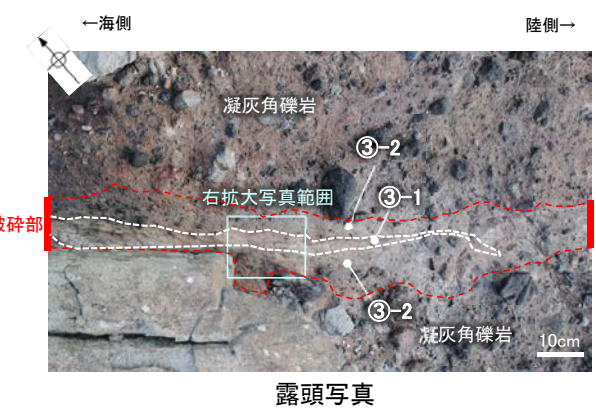 ←海側
陸側→
凝灰角礫岩
③-2
右拡大写真範囲
③-1
破砕部
③-2
凝灰角礫岩
10cm
露頭写真